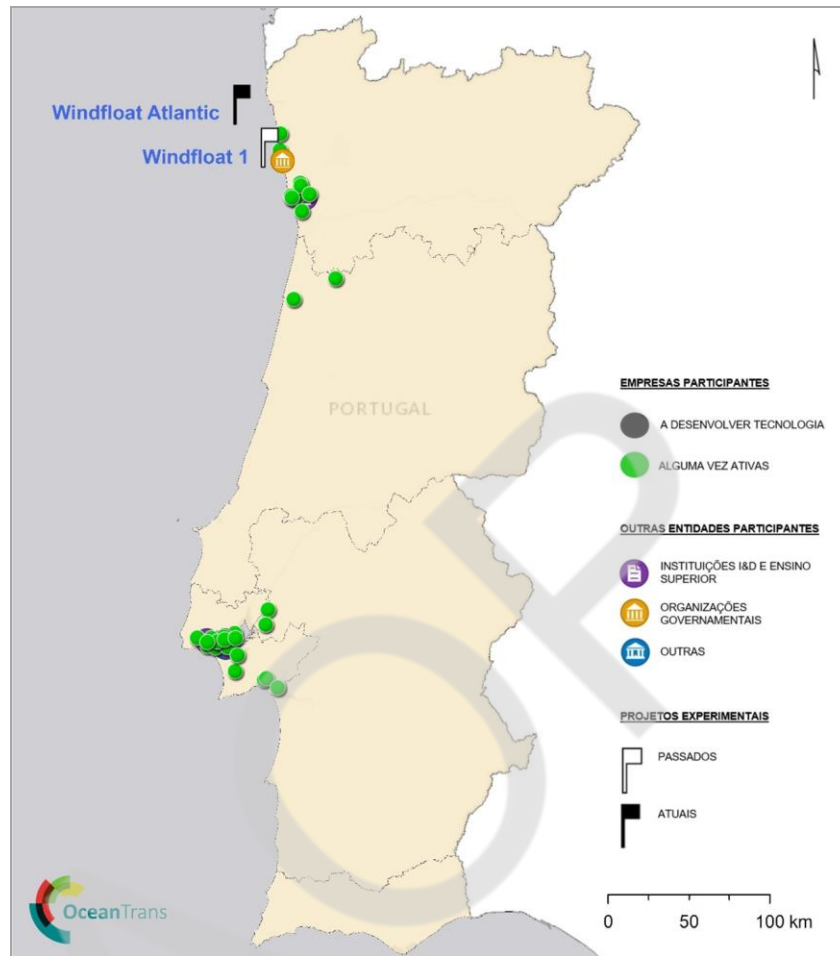 Windfloat Atlantic
Windfloat 1
PORTUGAL
EMPRESAS PARTICIPANTES
A DESENVOLVER TECNOLOGIA
ALGUMA VEZ ATIVAS
OUTRAS ENTIDADES PARTICIPANTES
INSTITUIÇÕES I&D E ENSINO
SUPERIOR
ORGANIZAÇÕES
GOVERNAMENTAIS
OUTRAS
PROJETOS EXPERIMENTAIS
PASSADOS
ATUAIS
0 50 100 km
OceanTrans